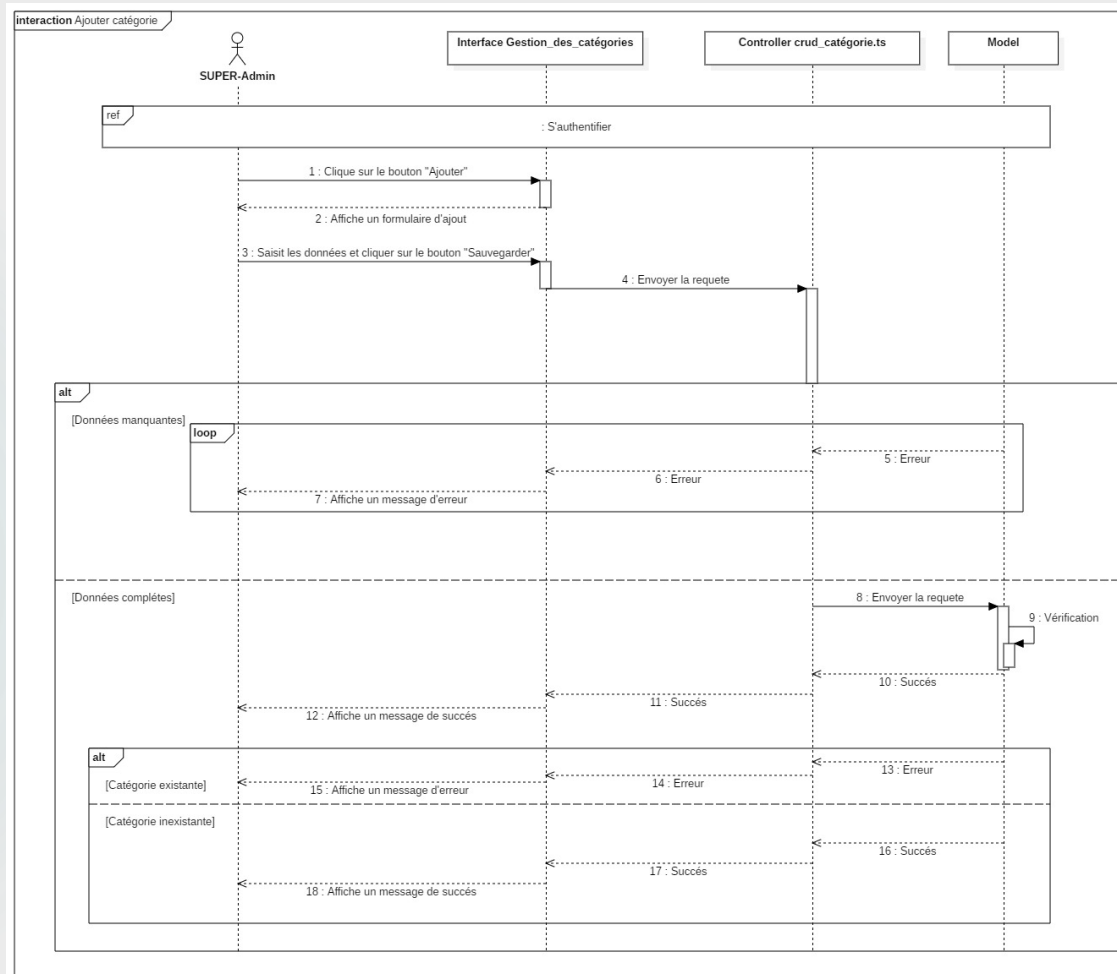 interaction Ajouter catégorie
SUPER-Admin
Interface Gestion_des_catégories
Controller crud_catégorie.ts
Model
ref
: S'authentifier
1 : Clique sur le bouton "Ajouter"
2 : Affiche un formulaire d'ajout
3 : Saisit les données et cliquer sur le bouton "Sauvegarder"
4 : Envoyer la requete
alt
[Données manquantes]
loop
5 : Erreur
6 : Erreur
7 : Affiche un message d'erreur
[Données complétes]
8 : Envoyer la requete
9 : Vérification
10 : Succés
11 : Succés
12 : Affiche un message de succés
alt
[Catégorie existante]
13 : Erreur
14 : Erreur
15 : Affiche un message d'erreur
[Catégorie inexistante]
16 : Succés
17 : Succés
18 : Affiche un message de succés